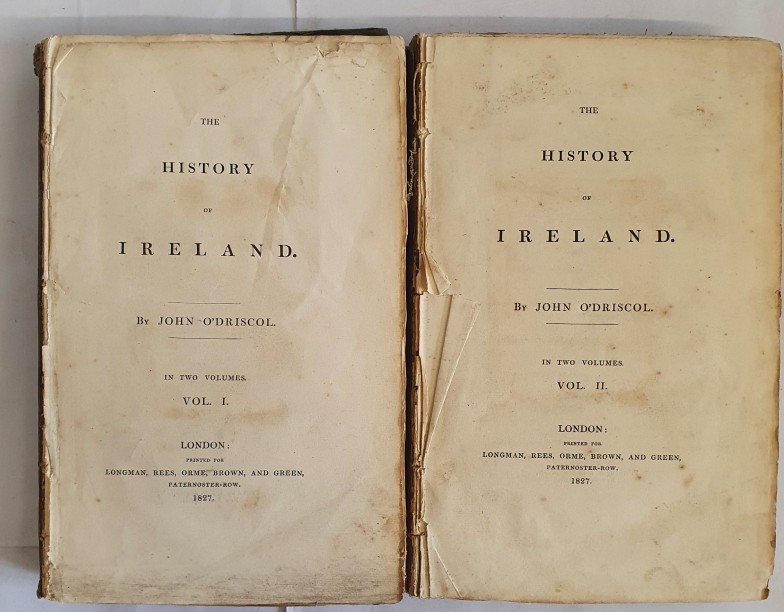 THE
HISTORY
OF
IRELAND.
BY JOHN O'DRISCOL.
IN TWO VOLUMES.
VOL. I.
LONDON:
PRINTED FOR
LONGMAN, REES, ORME, BROWN, AND GREEN,
PATERNOSTER-ROW.
1827.
THE
HISTORY
OF
IRELAND.
BY JOHN O'DRISCOL.
IN TWO VOLUMES.
VOL. II.
LONDON:
PRINTED FOR
LONGMAN, REES, ORME, BROWN, AND GREEN,
PATERNOSTER-ROW.
1827.